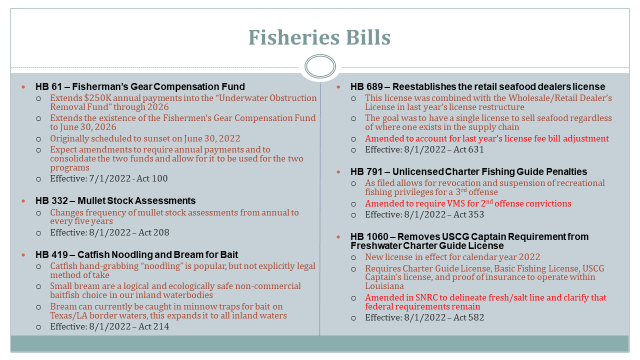 Fisheries Bills
• HB 61 – Fisherman's Gear Compensation Fund
o Extends $250K annual payments into the "Underwater Obstruction
Removal Fund" through 2026
o Extends the existence of the Fishermen's Gear Compensation Fund
to June 30, 2026
o Originally scheduled to sunset on June 30, 2022
o Expect amendments to require annual payments and to
consolidate the two funds and allow for it to be used for the two
programs
o Effective: 7/1/2022 - Act 100
• HB 332 – Mullet Stock Assessments
o Changes frequency of mullet stock assessments from annual to
every five years
o Effective: 8/1/2022 – Act 208
• HB 419 – Catfish Noodling and Bream for Bait
o Catfish hand-grabbing "noodling" is popular, but not explicitly legal
method of take
o Small bream are a logical and ecologically safe non-commercial
baitfish choice in our inland waterbodies
o Bream can currently be caught in minnow traps for bait on
Texas/LA border waters, this expands it to all inland waters
o Effective: 8/1/2022 – Act 214
• HB 689 – Reestablishes the retail seafood dealers license
o This license was combined with the Wholesale/Retail Dealer's
License in last year's license restructure
o The goal was to have a single license to sell seafood regardless
of where one exists in the supply chain
o Amended to account for last year's license fee bill adjustment
o Effective: 8/1/2022 – Act 631
• HB 791 – Unlicensed Charter Fishing Guide Penalties
o As filed allows for revocation and suspension of recreational
fishing privileges for a 3rd offense
o Amended to require VMS for 2nd offense convictions
o Effective: 8/1/2022 – Act 353
• HB 1060 – Removes USCG Captain Requirement from
Freshwater Charter Guide License
o New license in effect for calendar year 2022
o Requires Charter Guide License, Basic Fishing License, USCG
Captain's license, and proof of insurance to operate within
Louisiana
o Amended in SNRC to delineate fresh/salt line and clarify that
federal requirements remain
o Effective: 8/1/2022 – Act 582